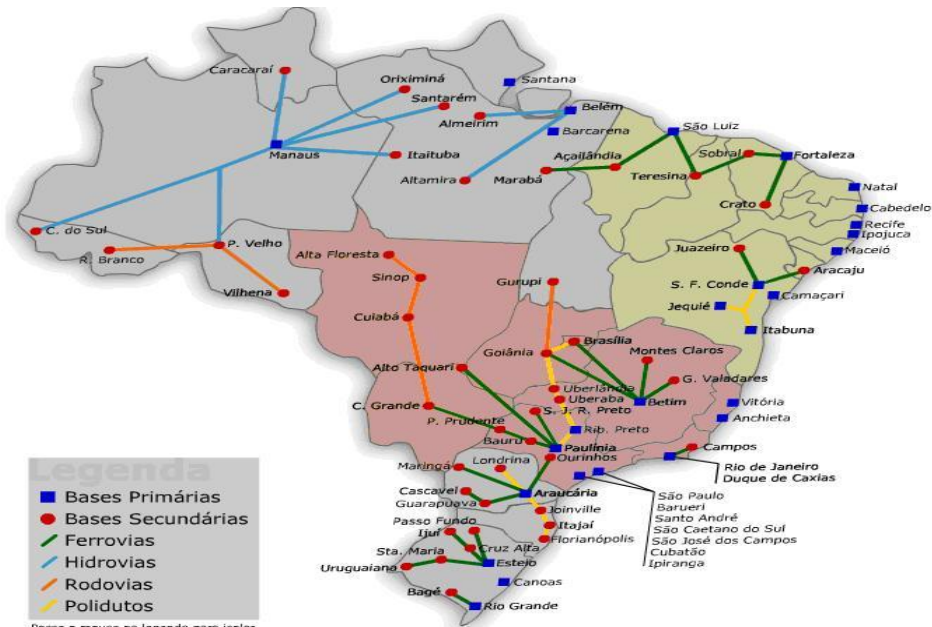 Caracaraí
Oriximiná
Santarém
Almeirim
Santana
Belém
Barcarena
São Luiz
Manaus
Itaituba
Altamira
Açailândia
Marabá
Teresina
Sobral
Fortaleza
Crato
Natal
Cabedelo
Recife
Ipojuca
Maceió
C. do Sul
P. Velho
R. Branco
Vilhena
Alta Floresta
Sinop
Gurupi
Juazeiro
Aracaju
S. F. Conde
Camaçari
Jequié
Itabuna
Cuiabá
Goiânia
Brasília
Montes Claros
Alto Taquari
G. Valadares
Uberlândia
Uberaba
Betim
Vitória
Anchieta
C. Grande
S. J. R. Preto
P. Prudente
Rib. Preto
Bauru
Paulínia
Campos
Ourinhos
Londrina
Maringá
Rio de Janeiro
Duque de Caxias
Cascavel
Araucária
Guarapuava
Joinville
São Paulo
Barueri
Santo André
São Caetano do Sul
São José dos Campos
Cubatão
Ipiranga
Itajaí
Florianópolis
Passo Fundo
Ijuí
Cruz Alta
Sta. Maria
Esteio
Uruguaiano
Canoas
Bagé
Rio Grande
Legenda
Bases Primárias
Bases Secundárias
Ferrovias
Hidrovias
Rodovias
Polidutos